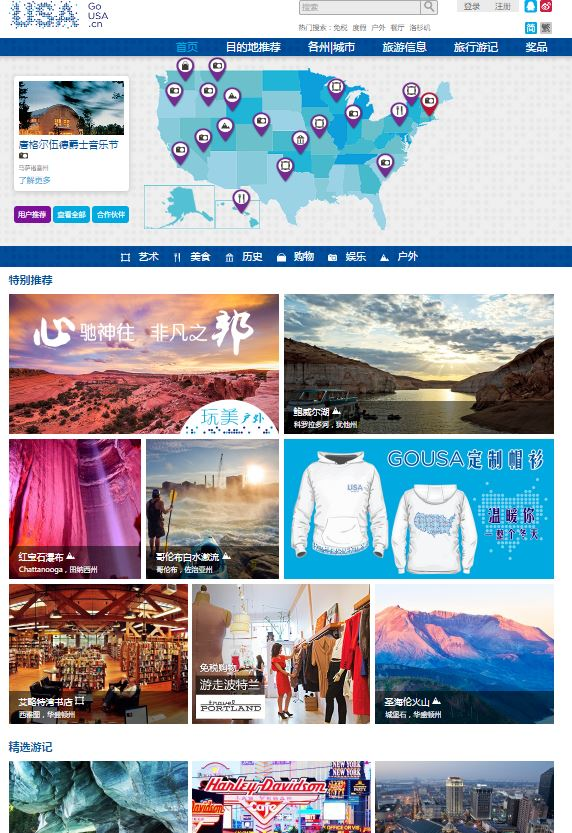 USA
Go
USA
.cn
搜索
登录 注册
热门搜索：免税 度假 户外 餐厅 洛杉矶
简 繁
首页 目的地推荐 各州|城市 旅游信息 旅行游记 奖品
唐格尔伍德爵士音乐节
马萨诸塞州
了解更多
用户推荐 查看全部 合作伙伴
艺术 美食 历史 购物 娱乐 户外
特别推荐
心驰神往 非凡之邦
玩美户外
鲍威尔湖
科罗拉多河，犹他州
红宝石瀑布
Chattanooga，田纳西州
哥伦布白水激流
哥伦布，佐治亚州
GOUSA定制帽衫
USA
温暖你
一整个冬天
艾略特湾书店
西雅图，华盛顿州
免税购物
游走波特兰
travel
PORTLAND
圣海伦火山
城堡石，华盛顿州
精选游记
NEW YORK
NEW YORK
Harley-Davidson
Cafe
Harley-Davidson